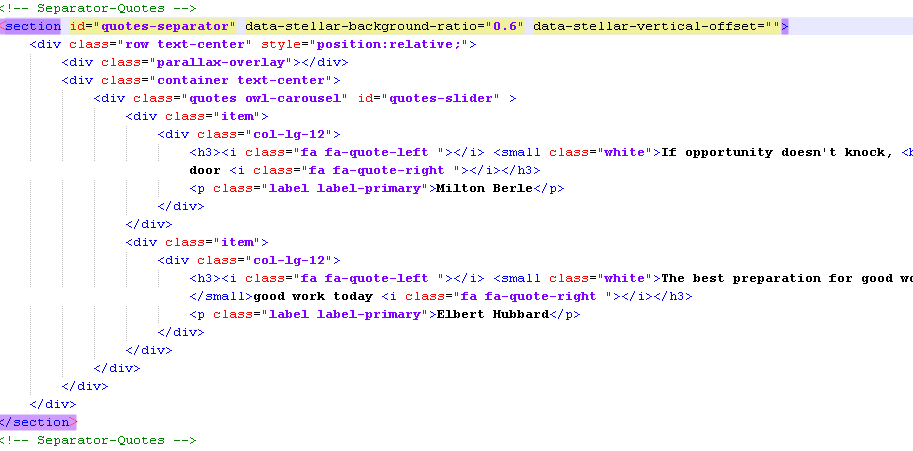 <!-- Separator-Quotes -->
<section id="quotes-separator" data-stellar-background-ratio="0.6" data-stellar-vertical-offset="">
<div class="row text-center" style="position:relative;">
<div class="parallax-overlay"></div>
<div class="container text-center">
<div class="quotes owl-carousel" id="quotes-slider" >
<div class="item">
<div class="col-lg-12">
<h3><i class="fa fa-quote-left "></i> <small class="white">If opportunity doesn't knock, <b
door <i class="fa fa-quote-right "></i></h3>
<p class="label label-primary">Milton Berle</p>
</div>
</div>
<div class="item">
<div class="col-lg-12">
<h3><i class="fa fa-quote-left "></i> <small class="white">The best preparation for good wo
</small>good work today <i class="fa fa-quote-right "></i></h3>
<p class="label label-primary">Elbert Hubbard</p>
</div>
</div>
</div>
</div>
</div>
</section>
<!-- Separator-Quotes -->